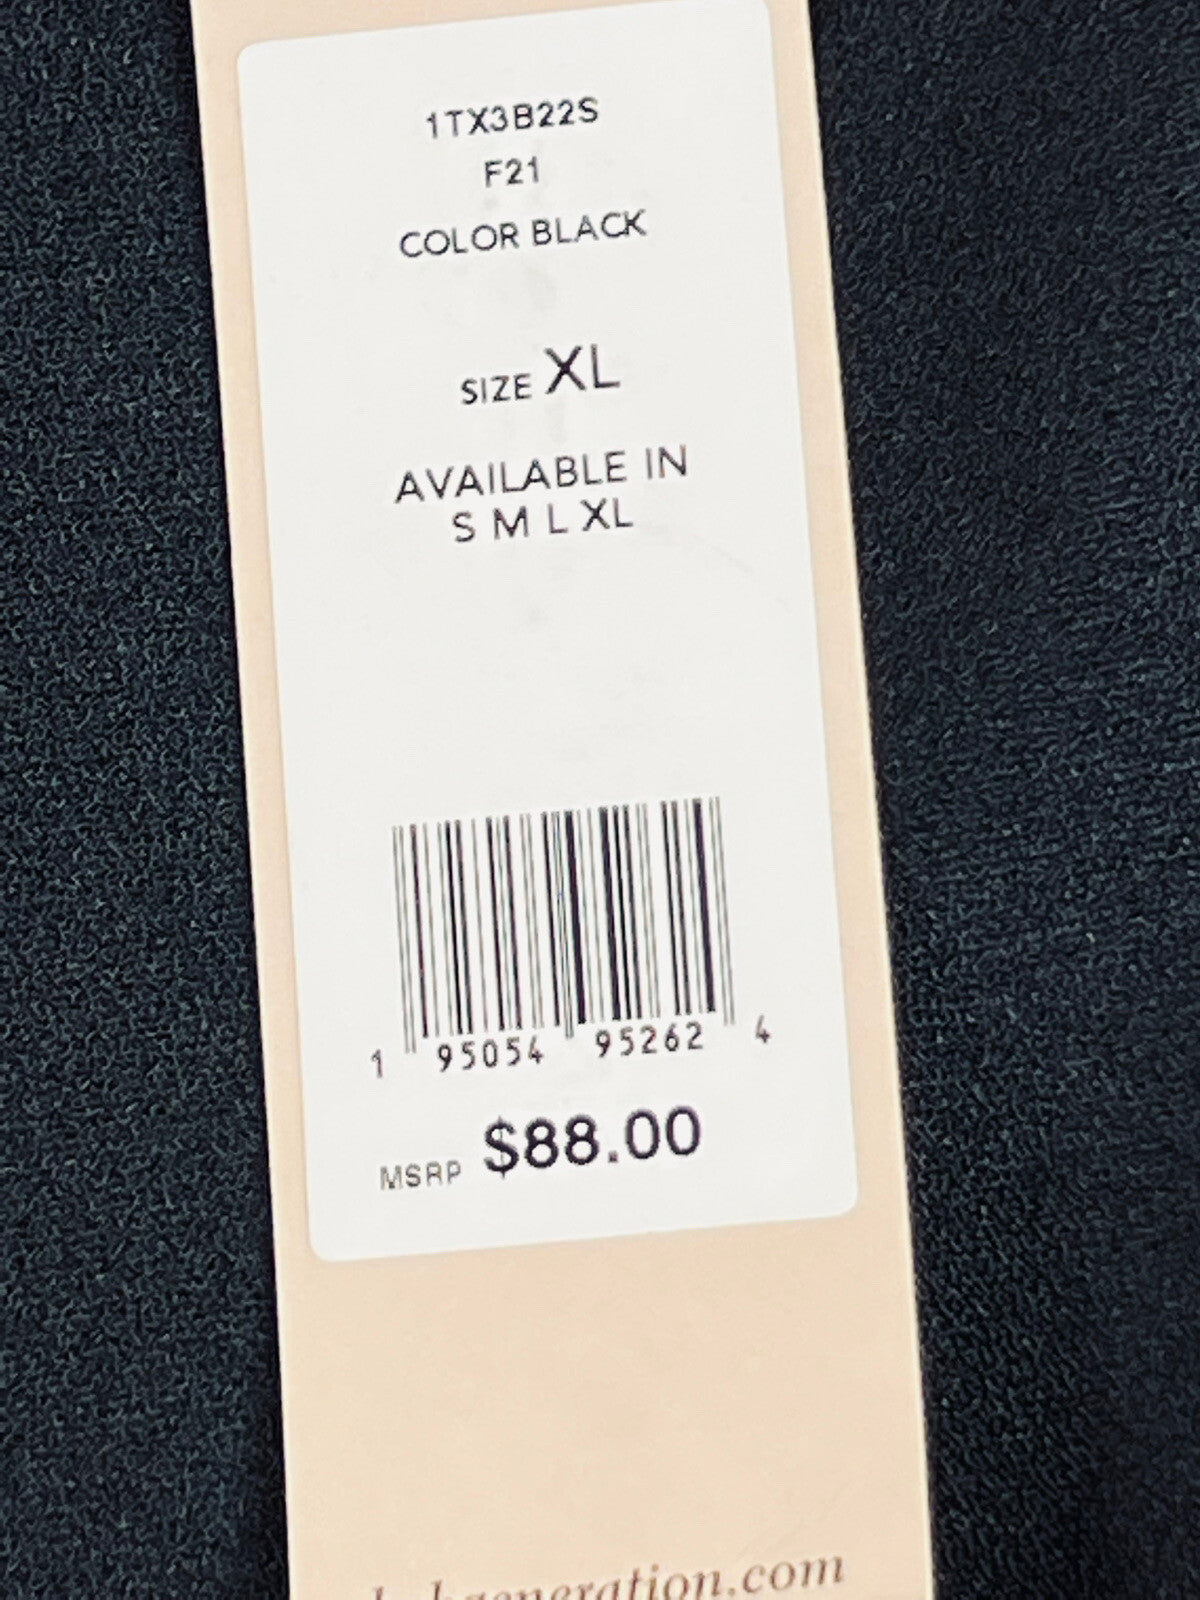 1TX3B22S
F21
COLOR BLACK
SIZE XL
AVAILABLE IN
S M L XL
1 95054 95262 4
MSRP $88.00